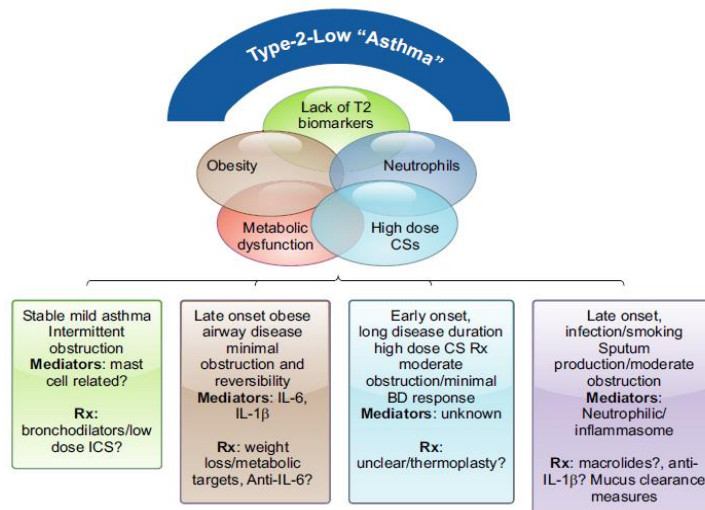 Type-2-Low “Asthma”
Lack of T2
biomarkers
Obesity
Neutrophils
Metabolic
dysfunction
High dose
CSs
Stable mild asthma
Intermittent
obstruction
Mediators: mast
cell related?
Rx:
bronchodilators/low
dose ICS?
Late onset obese
airway disease
minimal
obstruction and
reversibility
Mediators: IL-6,
IL-1β
Rx: weight
loss/metabolic
targets, Anti-IL-6?
Early onset,
long disease duration
high dose CS Rx
moderate
obstruction/minimal
BD response
Mediators: unknown
Rx:
unclear/thermoplasty?
Late onset,
infection/smoking
Sputum
production/moderate
obstruction
Mediators:
Neutrophilic/
inflammasome
Rx: macrolides?, anti-
IL-1β? Mucus clearance
measures